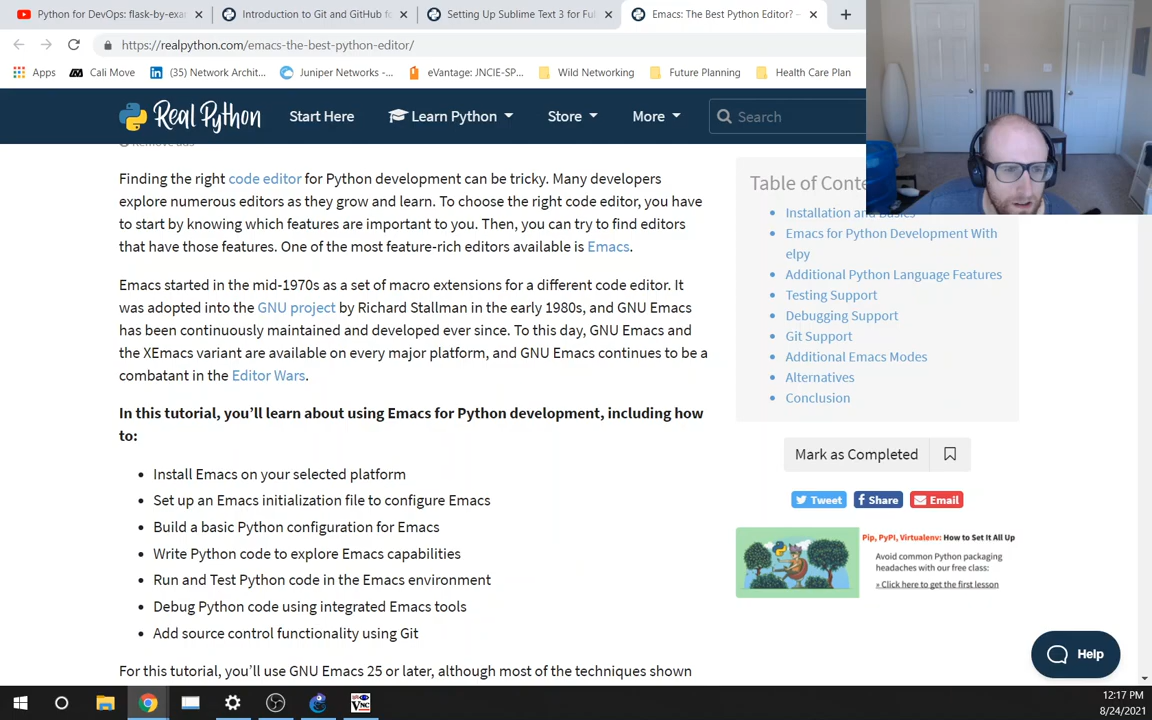 Python for DevOps: flask-by-exa
Introduction to Git and GitHub fo
Setting Up Sublime Text 3 for Ful
Emacs: The Best Python Editor? –
https://realpython.com/emacs-the-best-python-editor/
Apps
Cali Move
(35) Network Archit...
Juniper Networks -...
eVantage: JNCIE-SP...
Wild Networking
Future Planning
Health Care Plan
Real Python
Start Here
Learn Python
Store
More
Search
Remove ads
Finding the right code editor for Python development can be tricky. Many developers
explore numerous editors as they grow and learn. To choose the right code editor, you have
to start by knowing which features are important to you. Then, you can try to find editors
that have those features. One of the most feature-rich editors available is Emacs.
Emacs started in the mid-1970s as a set of macro extensions for a different code editor. It
was adopted into the GNU project by Richard Stallman in the early 1980s, and GNU Emacs
has been continuously maintained and developed ever since. To this day, GNU Emacs and
the XEmacs variant are available on every major platform, and GNU Emacs continues to be a
combatant in the Editor Wars.
In this tutorial, you'll learn about using Emacs for Python development, including how
to:
• Install Emacs on your selected platform
• Set up an Emacs initialization file to configure Emacs
• Build a basic Python configuration for Emacs
• Write Python code to explore Emacs capabilities
• Run and Test Python code in the Emacs environment
• Debug Python code using integrated Emacs tools
• Add source control functionality using Git
For this tutorial, you'll use GNU Emacs 25 or later, although most of the techniques shown
Table of Conte
• Installation and Basics
• Emacs for Python Development With
elpy
• Additional Python Language Features
• Testing Support
• Debugging Support
• Git Support
• Additional Emacs Modes
• Alternatives
• Conclusion
Mark as Completed
Tweet
Share
Email
Pip, PyPI, Virtualenv: How to Set It All Up
Avoid common Python packaging
headaches with our free class:
» Click here to get the first lesson
Help
12:17 PM
8/24/2021